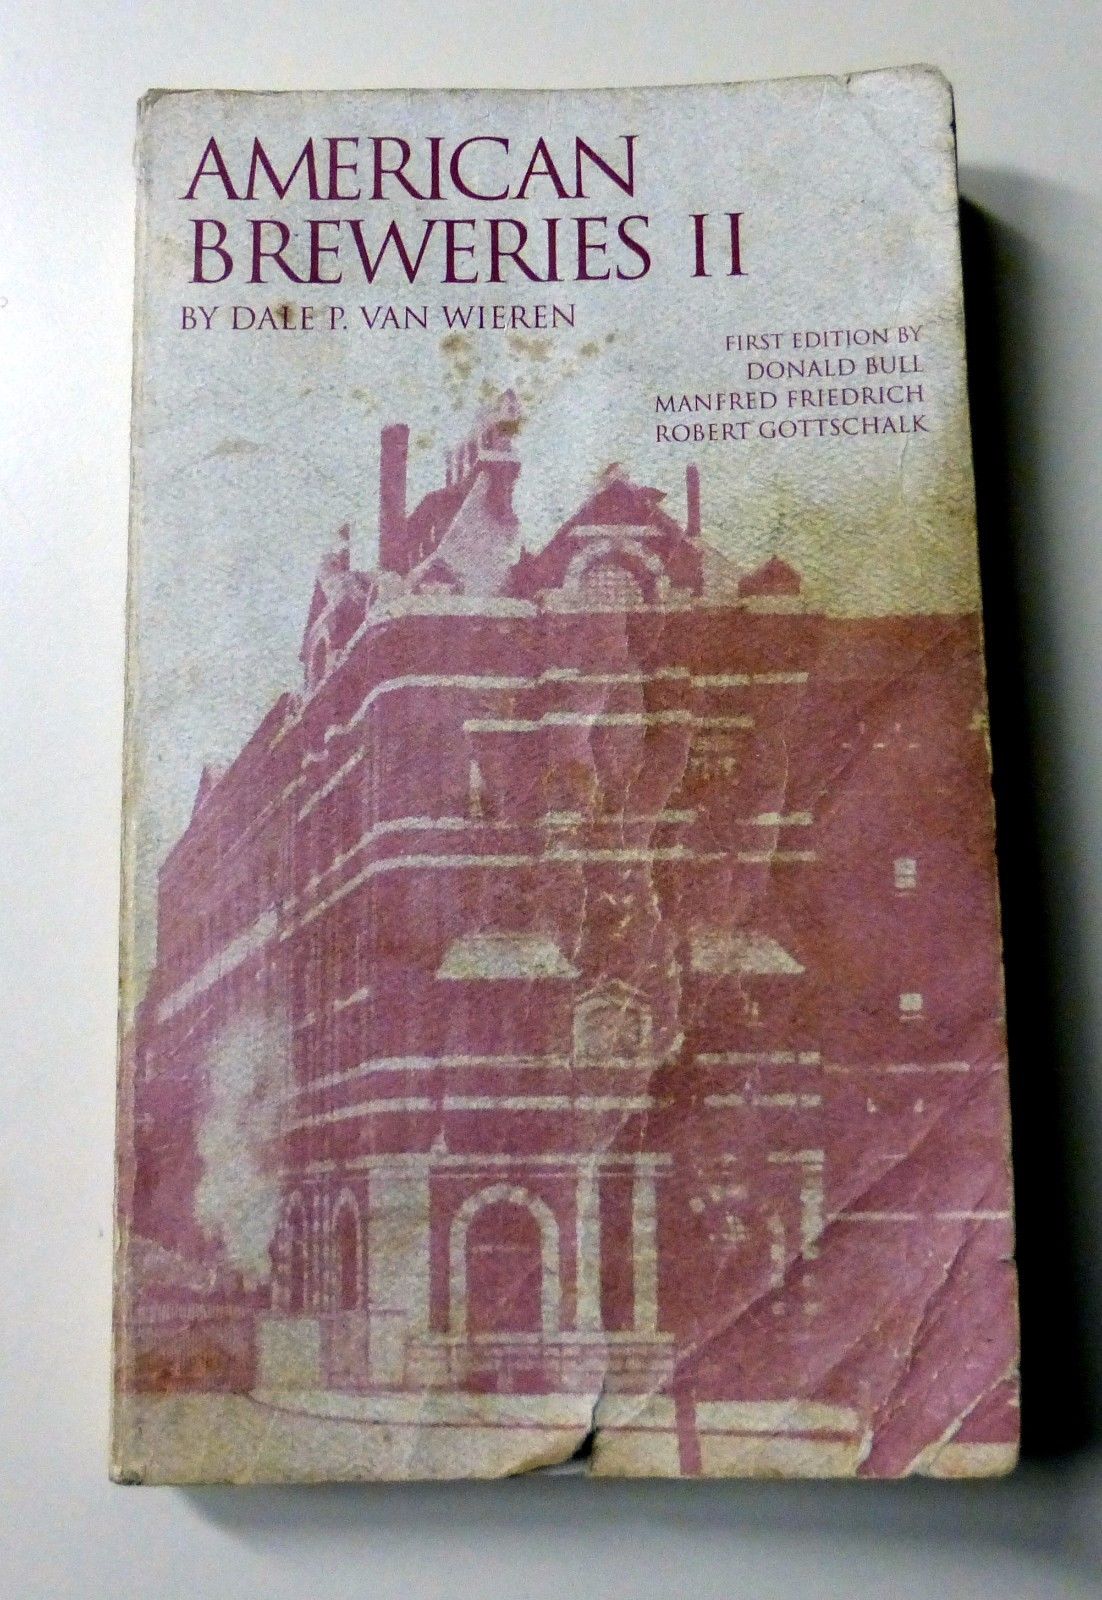 AMERICAN
BREWERIES II
BY DALE P. VAN WIEREN
FIRST EDITION BY
DONALD BULL
MANFRED FRIEDRICH
ROBERT GOTTSCHALK